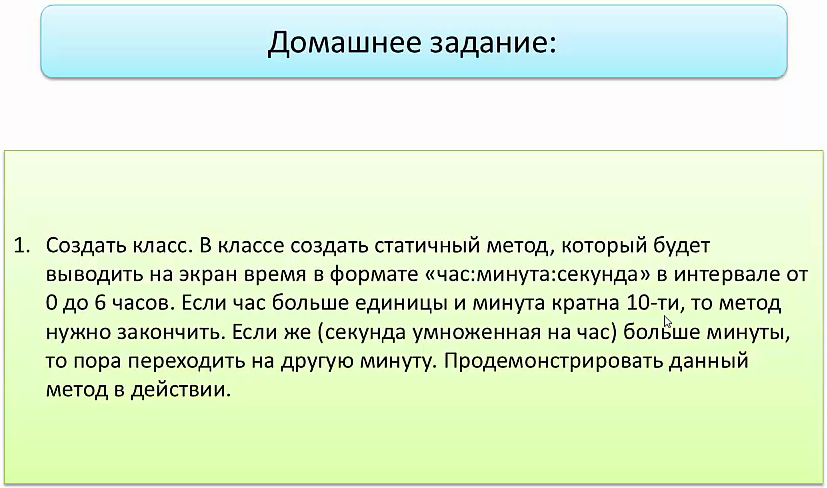 Домашнее задание:
1. Создать класс. В классе создать статичный метод, который будет
выводить на экран время в формате «час:минута:секунда» в интервале от
0 до 6 часов. Если час больше единицы и минута кратна 10-ти, то метод
нужно закончить. Если же (секунда умноженная на час) больше минуты,
то пора переходить на другую минуту. Продемонстрировать данный
метод в действии.